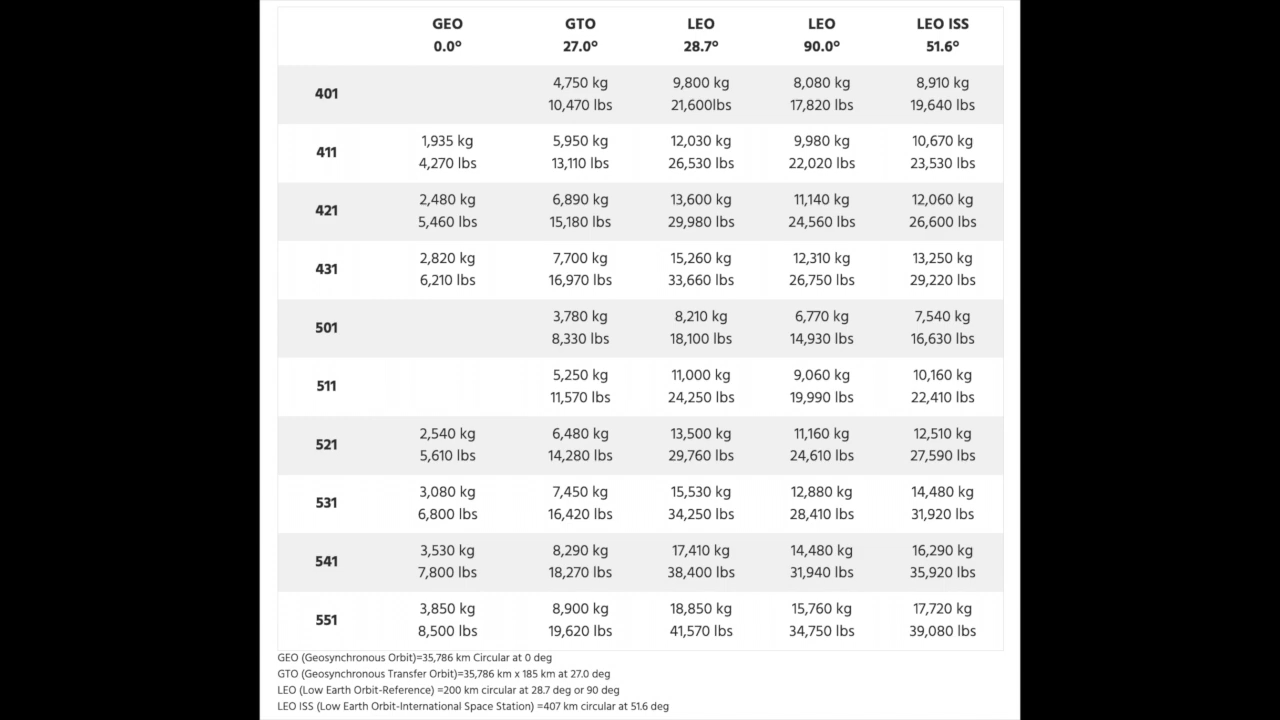 GEO GTO LEO LEO LEO ISS
0.0° 27.0° 28.7° 90.0° 51.6°
401
4,750 kg 9,800 kg 8,080 kg 8,910 kg
10,470 lbs 21,600lbs 17,820 lbs 19,640 lbs
411
1,935 kg 5,950 kg 12,030 kg 9,980 kg 10,670 kg
4,270 lbs 13,110 lbs 26,530 lbs 22,020 lbs 23,530 lbs
421
2,480 kg 6,890 kg 13,600 kg 11,140 kg 12,060 kg
5,460 lbs 15,180 lbs 29,980 lbs 24,560 lbs 26,600 lbs
431
2,820 kg 7,700 kg 15,260 kg 12,310 kg 13,250 kg
6,210 lbs 16,970 lbs 33,660 lbs 26,750 lbs 29,220 lbs
501
3,780 kg 8,210 kg 6,770 kg 7,540 kg
8,330 lbs 18,100 lbs 14,930 lbs 16,630 lbs
511
5,250 kg 11,000 kg 9,060 kg 10,160 kg
11,570 lbs 24,250 lbs 19,990 lbs 22,410 lbs
521
2,540 kg 6,480 kg 13,500 kg 11,160 kg 12,510 kg
5,610 lbs 14,280 lbs 29,760 lbs 24,610 lbs 27,590 lbs
531
3,080 kg 7,450 kg 15,530 kg 12,880 kg 14,480 kg
6,800 lbs 16,420 lbs 34,250 lbs 28,410 lbs 31,920 lbs
541
3,530 kg 8,290 kg 17,410 kg 14,480 kg 16,290 kg
7,800 lbs 18,270 lbs 38,400 lbs 31,940 lbs 35,920 lbs
551
3,850 kg 8,900 kg 18,850 kg 15,760 kg 17,720 kg
8,500 lbs 19,620 lbs 41,570 lbs 34,750 lbs 39,080 lbs
GEO (Geosynchronous Orbit)=35,786 km Circular at 0 deg
GTO (Geosynchronous Transfer Orbit)=35,786 km x 185 km at 27.0 deg
LEO (Low Earth Orbit-Reference) =200 km circular at 28.7 deg or 90 deg
LEO ISS (Low Earth Orbit-International Space Station) =407 km circular at 51.6 deg